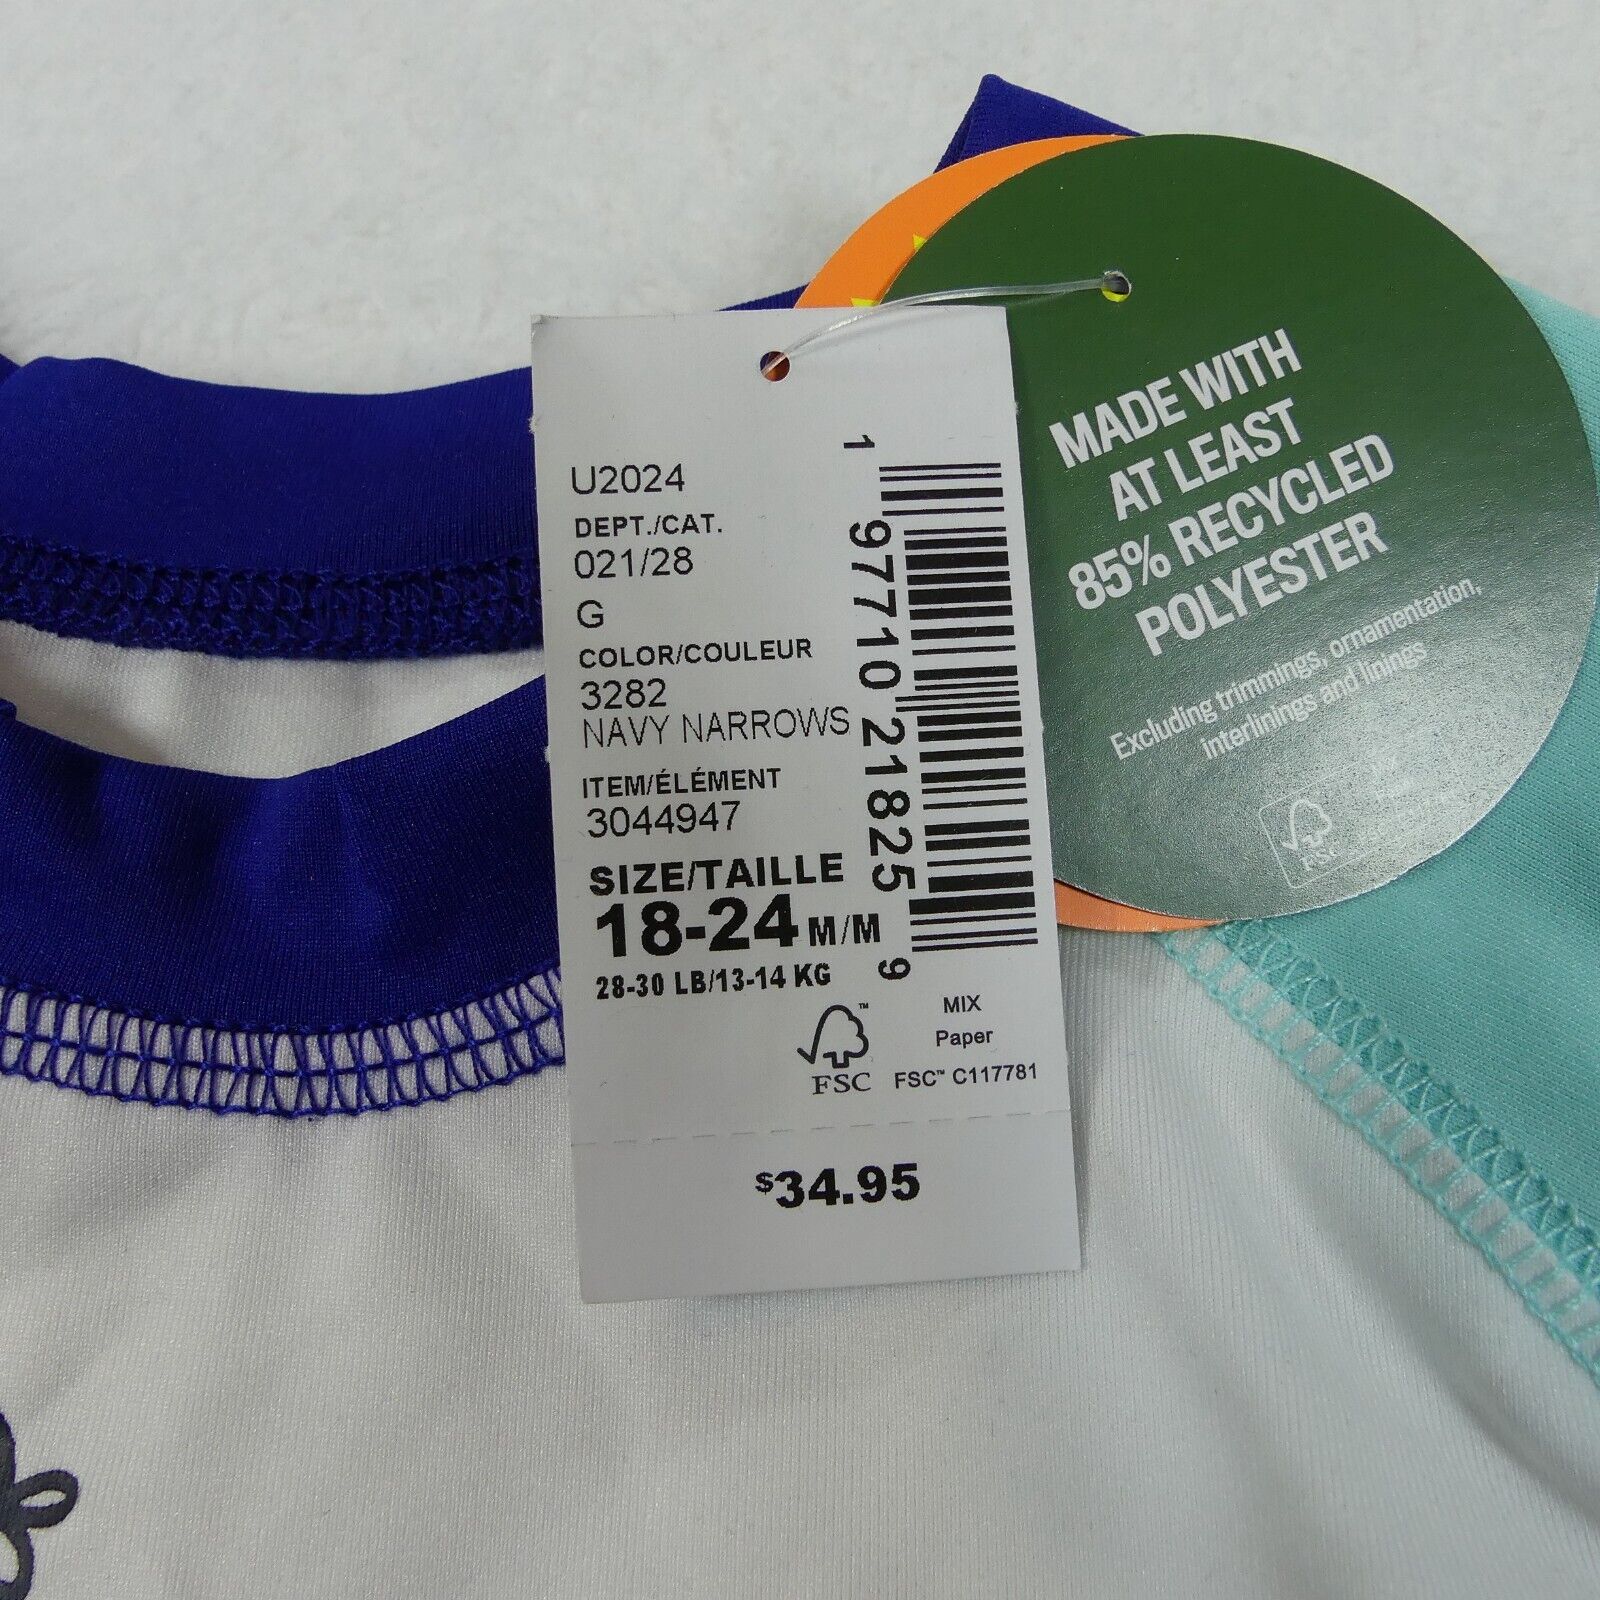 U2024
DEPT./CAT.
021/28
G
COLOR/COULEUR
3282
NAVY NARROWS
ITEM/ÉLÉMENT
3044947
SIZE/TAILLE
18-24 M/M
28-30 LB/13-14 KG
1 97710 21825 9
FSC™
MIX
Paper
FSC™ C117781
$34.95
MADE WITH
AT LEAST
85% RECYCLED
POLYESTER
Excluding trimmings, ornamentation,
interlinings and linings
FSC